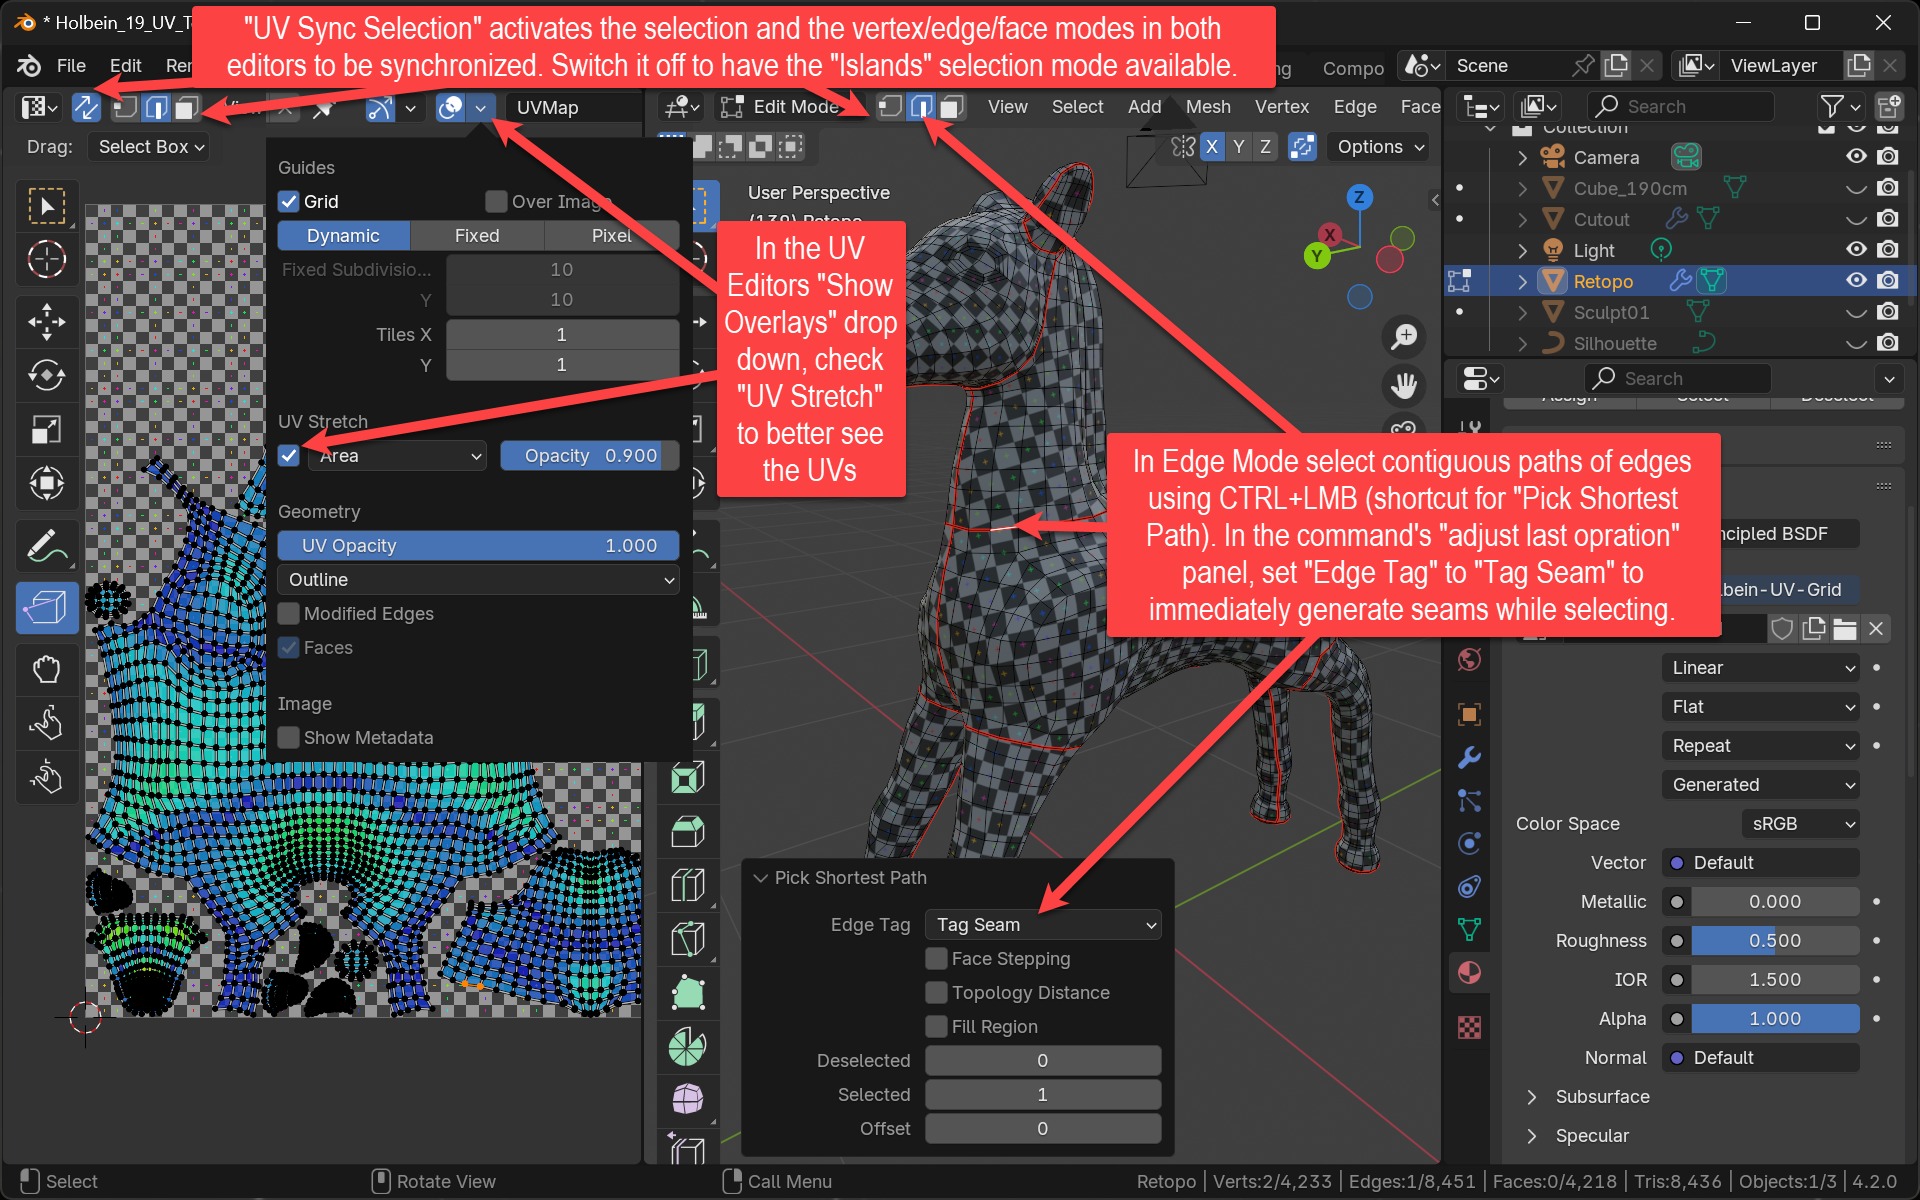 * Holbein_19_UV_T
"UV Sync Selection" activates the selection and the vertex/edge/face modes in both
editors to be synchronized. Switch it off to have the "Islands" selection mode available.
File Edit
ng Compo
Scene
ViewLayer
UVMap
Edit Mode
View Select Add Mesh Vertex Edge Face
Search
Drag: Select Box
X Y Z
Options
Collection
Camera
Cube_190cm
Cutout
Light
Retopo
Sculpt01
Silhouette
Guides
Grid
Over Image
Dynamic Fixed Pixel
Fixed Subdivisio... 10
Y 10
Tiles X 1
Y 1
UV Stretch
Area
Opacity 0.900
Geometry
UV Opacity 1.000
Outline
Modified Edges
Faces
Image
Show Metadata
User Perspective
(139) Retopo
Z
X
Y
In the UV
Editors "Show
Overlays" drop
down, check
"UV Stretch"
to better see
the UVs
In Edge Mode select contiguous paths of edges
using CTRL+LMB (shortcut for "Pick Shortest
Path). In the command's "adjust last opration"
panel, set "Edge Tag" to "Tag Seam" to
immediately generate seams while selecting.
Pick Shortest Path
Edge Tag Tag Seam
Face Stepping
Topology Distance
Fill Region
Deselected 0
Selected 1
Offset 0
Search
Assign Select Deselect
ncipled BSDF
lbein-UV-Grid
Linear
Flat
Repeat
Generated
Color Space sRGB
Vector Default
Metallic 0.000
Roughness 0.500
IOR 1.500
Alpha 1.000
Normal Default
Subsurface
Specular
Select
Rotate View
Call Menu
Retopo | Verts:2/4,233 | Edges:1/8,451 | Faces:0/4,218 | Tris:8,436 | Objects:1/3 | 4.2.0